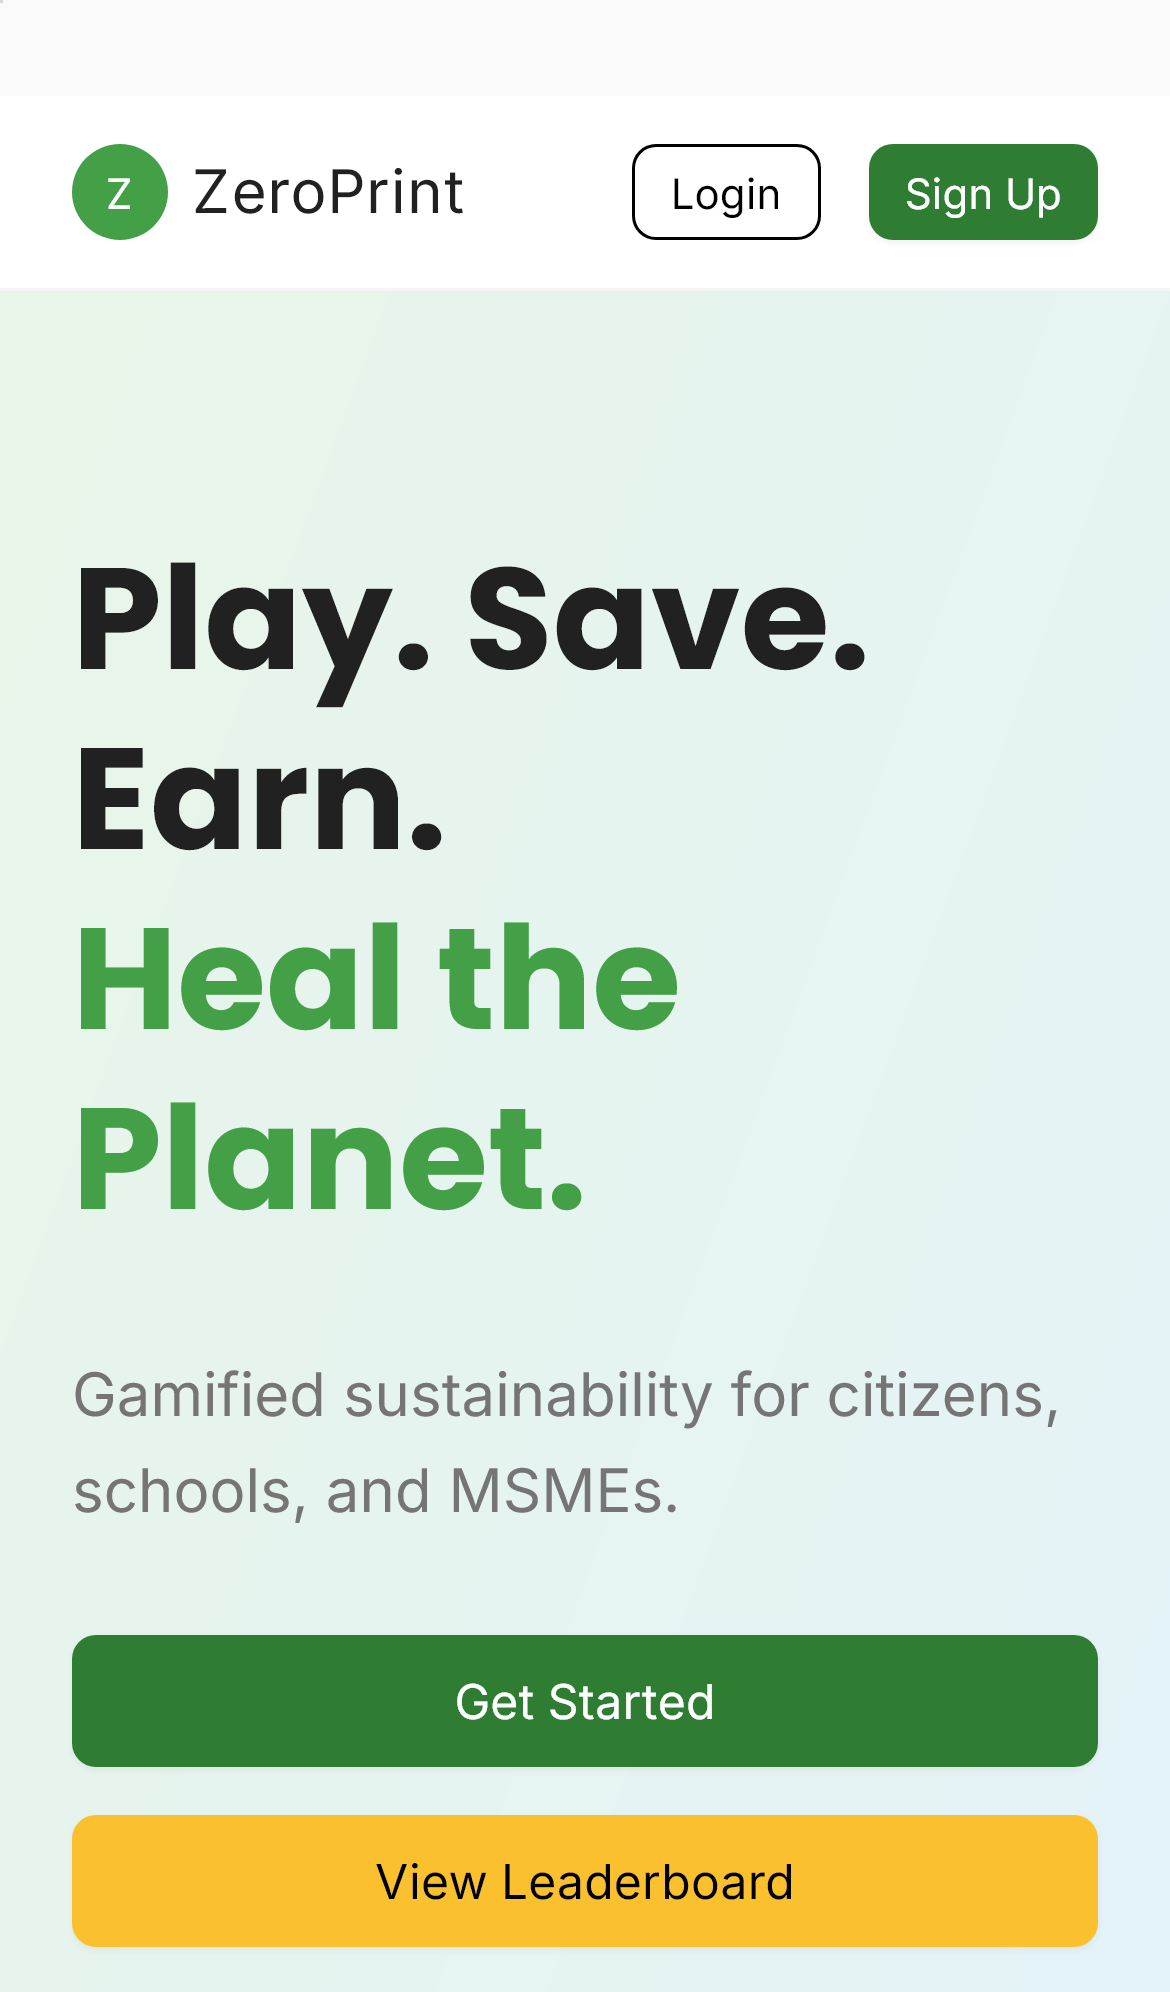 Z ZeroPrint Login Sign Up
Play. Save.
Earn.
Heal the
Planet.
Gamified sustainability for citizens,
schools, and MSMEs.
Get Started
View Leaderboard